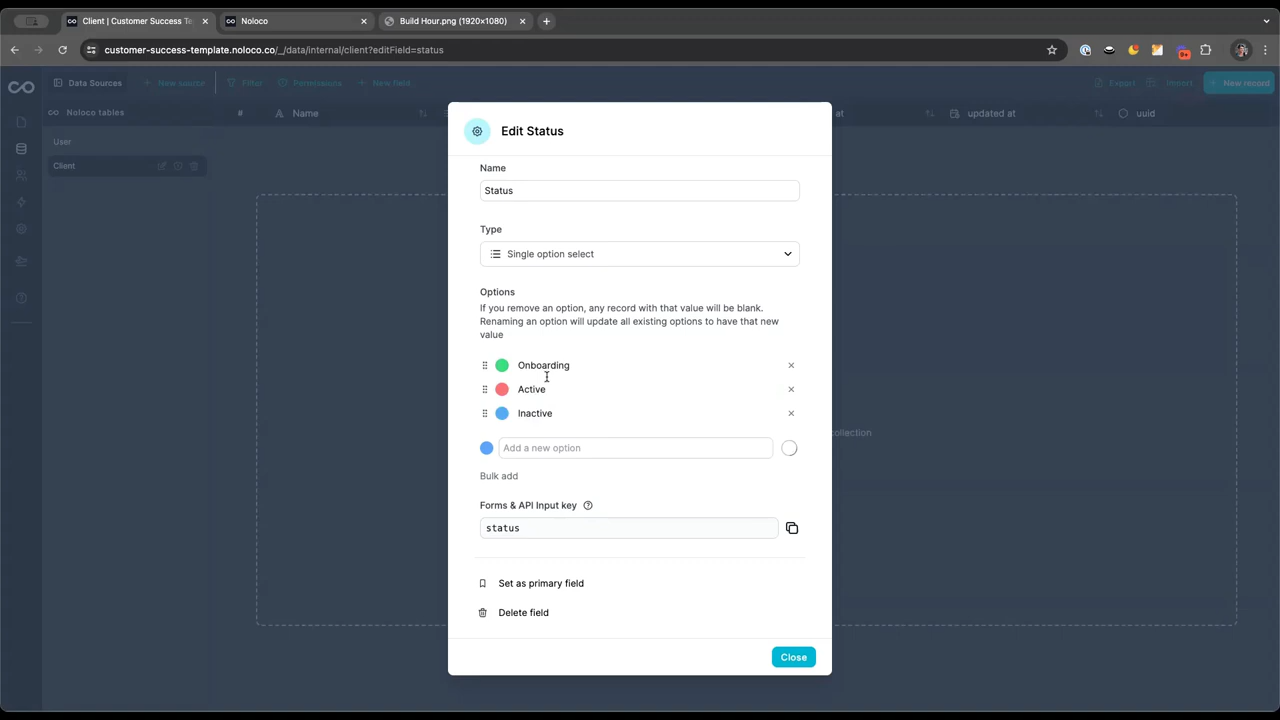 Client | Customer Success Te
Noloco
Build Hour.png (1920×1080)
customer-success-template.noloco.co/_/data/internal/client?editField=status
9+
Data Sources
New source
Filter
Permissions
New field
Export
Import
New record
Noloco tables
#
Name
at
updated at
uuid
User
Client
collection
Edit Status
Name
Status
Type
Single option select
Options
If you remove an option, any record with that value will be blank.
Renaming an option will update all existing options to have that new
value
Onboarding
Active
Inactive
Add a new option
Bulk add
Forms & API Input key
status
Set as primary field
Delete field
Close